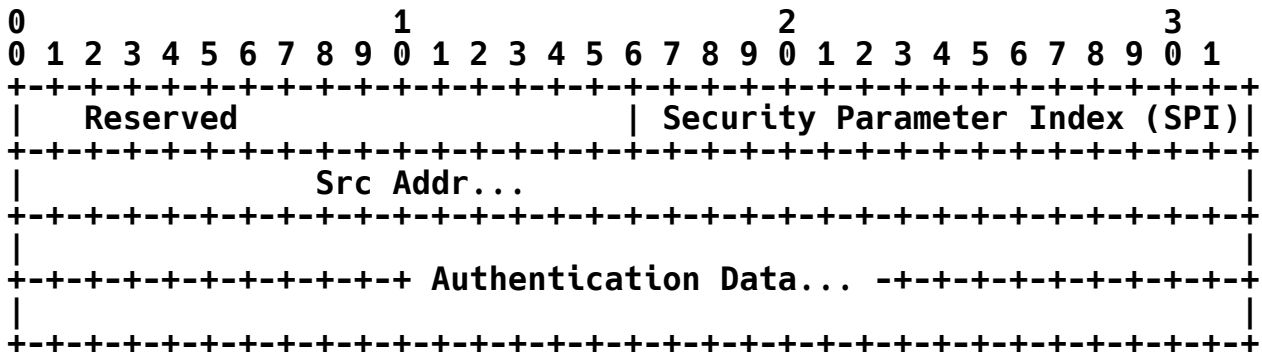 0                   1                   2                   3
0 1 2 3 4 5 6 7 8 9 0 1 2 3 4 5 6 7 8 9 0 1 2 3 4 5 6 7 8 9 0 1
+-+-+-+-+-+-+-+-+-+-+-+-+-+-+-+-+-+-+-+-+-+-+-+-+-+-+-+-+-+-+-+-+
|   Reserved                    | Security Parameter Index (SPI)|
+-+-+-+-+-+-+-+-+-+-+-+-+-+-+-+-+-+-+-+-+-+-+-+-+-+-+-+-+-+-+-+-+
|               Src Addr...                                     |
+-+-+-+-+-+-+-+-+-+-+-+-+-+-+-+-+-+-+-+-+-+-+-+-+-+-+-+-+-+-+-+-+
|                                                               |
+-+-+-+-+-+-+-+-+-+-+ Authentication Data... -+-+-+-+-+-+-+-+-+-+
|                                                               |
+-+-+-+-+-+-+-+-+-+-+-+-+-+-+-+-+-+-+-+-+-+-+-+-+-+-+-+-+-+-+-+-+